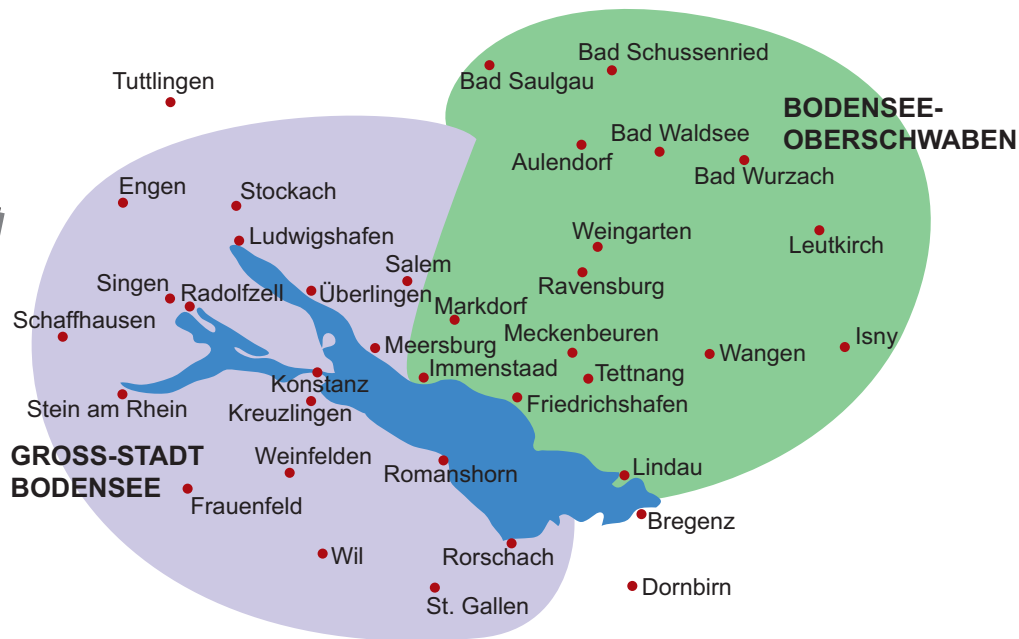 Bad Schussenried
Bad Saulgau
Tuttlingen
BODENSEE-
OBERSCHWABEN
Bad Waldsee
Aulendorf
Bad Wurzach
Engen
Stockach
Weingarten
Leutkirch
Ludwigshafen
Salem
Ravensburg
Singen
Radolfzell
Überlingen
Markdorf
Schaffhausen
Meckenbeuren
Isny
Meersburg
Wangen
Immenstaad
Tettnang
Konstanz
Stein am Rhein
Kreuzlingen
Friedrichshafen
GROSS-STADT
BODENSEE
Weinfelden
Romanshorn
Lindau
Frauenfeld
Bregenz
Wil
Rorschach
Dornbirn
St. Gallen